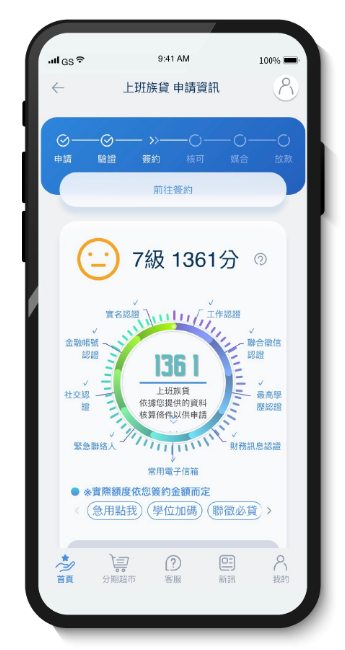 GS
9:41 AM
100%
上班族貸 申請資訊
申請 驗證 簽約 核可 媒合 放款
前往簽約
7級 1361分
實名認證
工作認證
金融帳號
認證
聯合徵信
認證
1361
上班族貸
依據您提供的資料
核算條件以供申請
社交認
證
最高學
歷認證
緊急聯絡人
財務訊息認證
常用電子信箱
※實際額度依您簽約金額而定
急用點我 學位加碼 聯徵必貸
首頁 分期超市 客服 新訊 我的